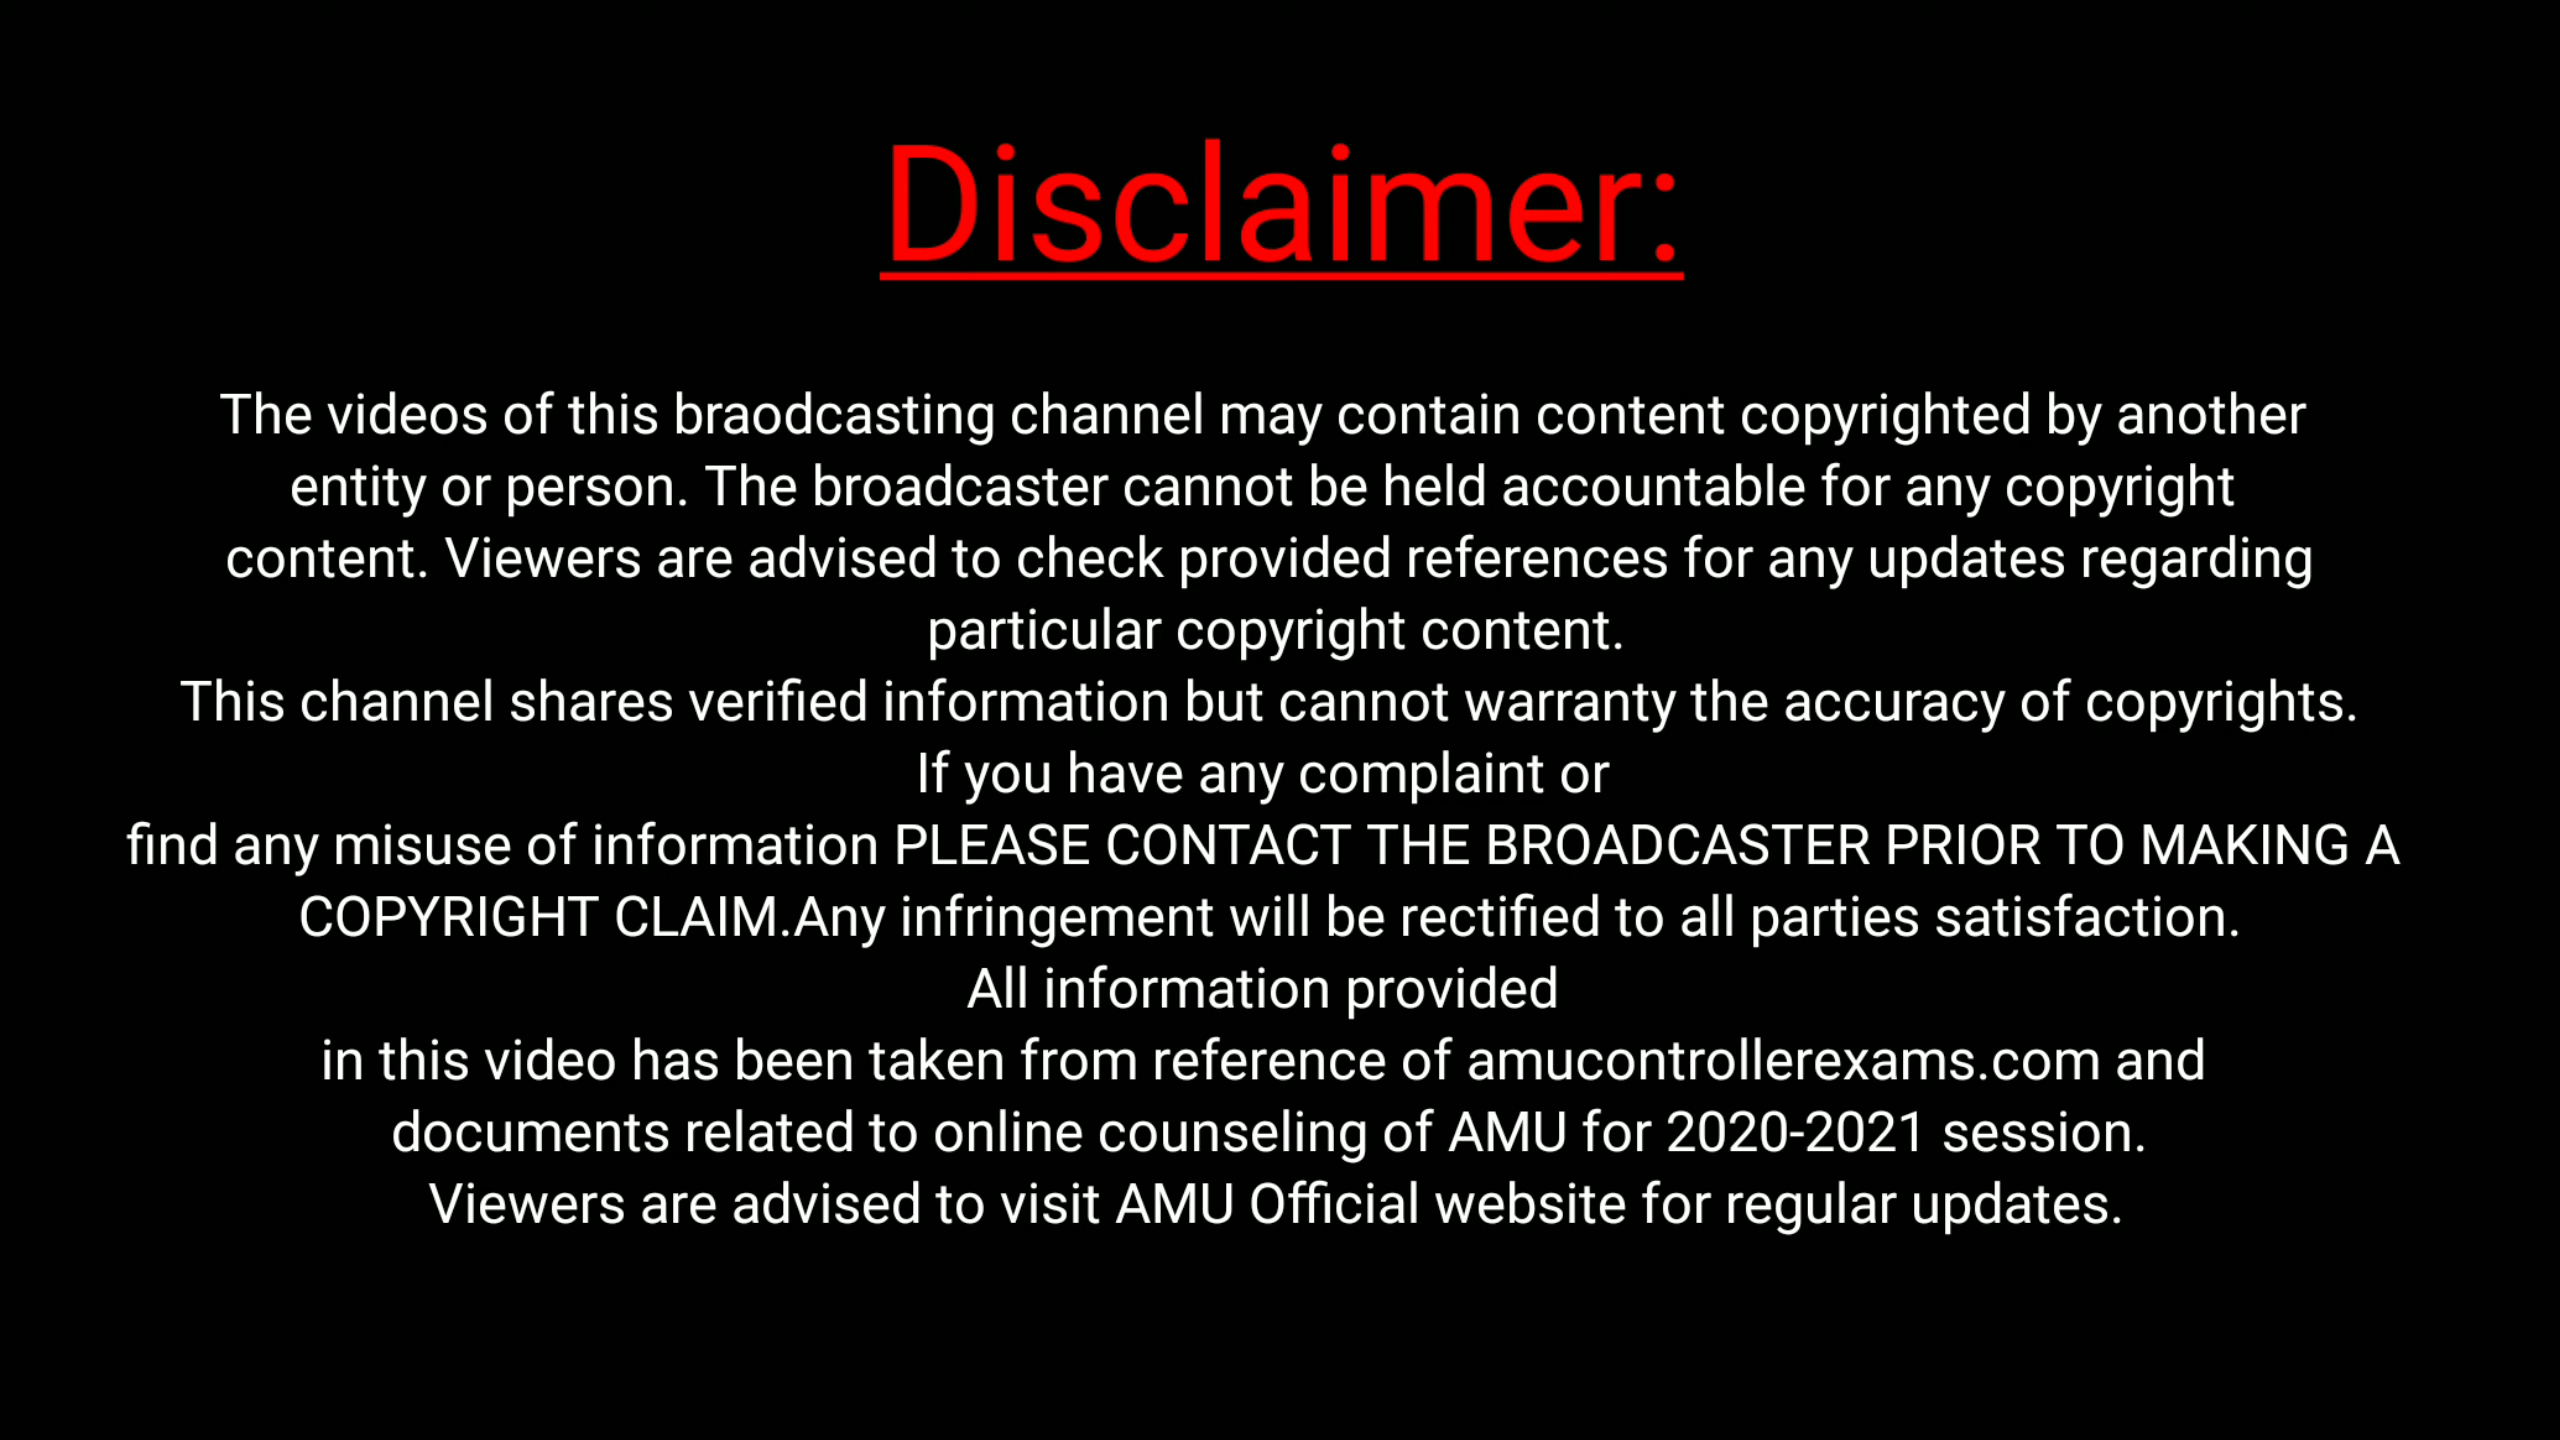 Disclaimer:
The videos of this braodcasting channel may contain content copyrighted by another
entity or person. The broadcaster cannot be held accountable for any copyright
content. Viewers are advised to check provided references for any updates regarding
particular copyright content.
This channel shares verified information but cannot warranty the accuracy of copyrights.
If you have any complaint or
find any misuse of information PLEASE CONTACT THE BROADCASTER PRIOR TO MAKING A
COPYRIGHT CLAIM.Any infringement will be rectified to all parties satisfaction.
All information provided
in this video has been taken from reference of amucontrollerexams.com and
documents related to online counseling of AMU for 2020-2021 session.
Viewers are advised to visit AMU Official website for regular updates.